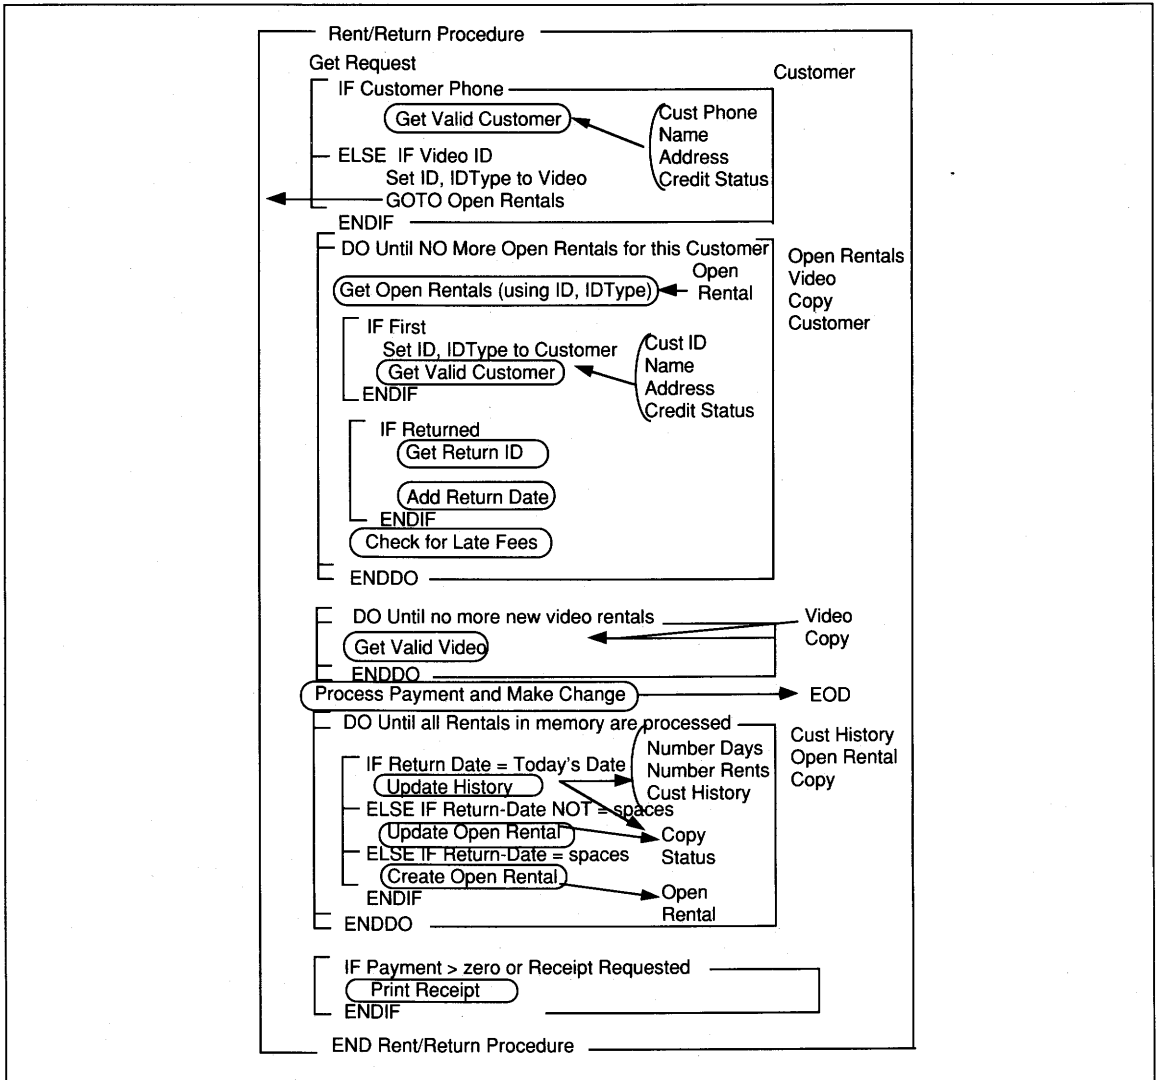 Rent/Return Procedure
Get Request
Customer
IF Customer Phone
Get Valid Customer
Cust Phone
Name
Address
Credit Status
ELSE IF Video ID
Set ID, IDType to Video
GOTO Open Rentals
ENDIF
DO Until NO More Open Rentals for this Customer
Open Rentals
Video
Copy
Customer
Get Open Rentals (using ID, IDType)
Open
Rental
IF First
Set ID, IDType to Customer
Get Valid Customer
ENDIF
Cust ID
Name
Address
Credit Status
IF Returned
Get Return ID
Add Return Date
ENDIF
Check for Late Fees
ENDDO
DO Until no more new video rentals
Video
Copy
Get Valid Video
ENDDO
Process Payment and Make Change
EOD
DO Until all Rentals in memory are processed
Cust History
Open Rental
Copy
Number Days
Number Rents
Cust History
IF Return Date = Today's Date
Update History
ELSE IF Return-Date NOT = spaces
Update Open Rental
Copy
Status
ELSE IF Return-Date = spaces
Create Open Rental
Open
Rental
ENDIF
ENDDO
IF Payment > zero or Receipt Requested
Print Receipt
ENDIF
END Rent/Return Procedure